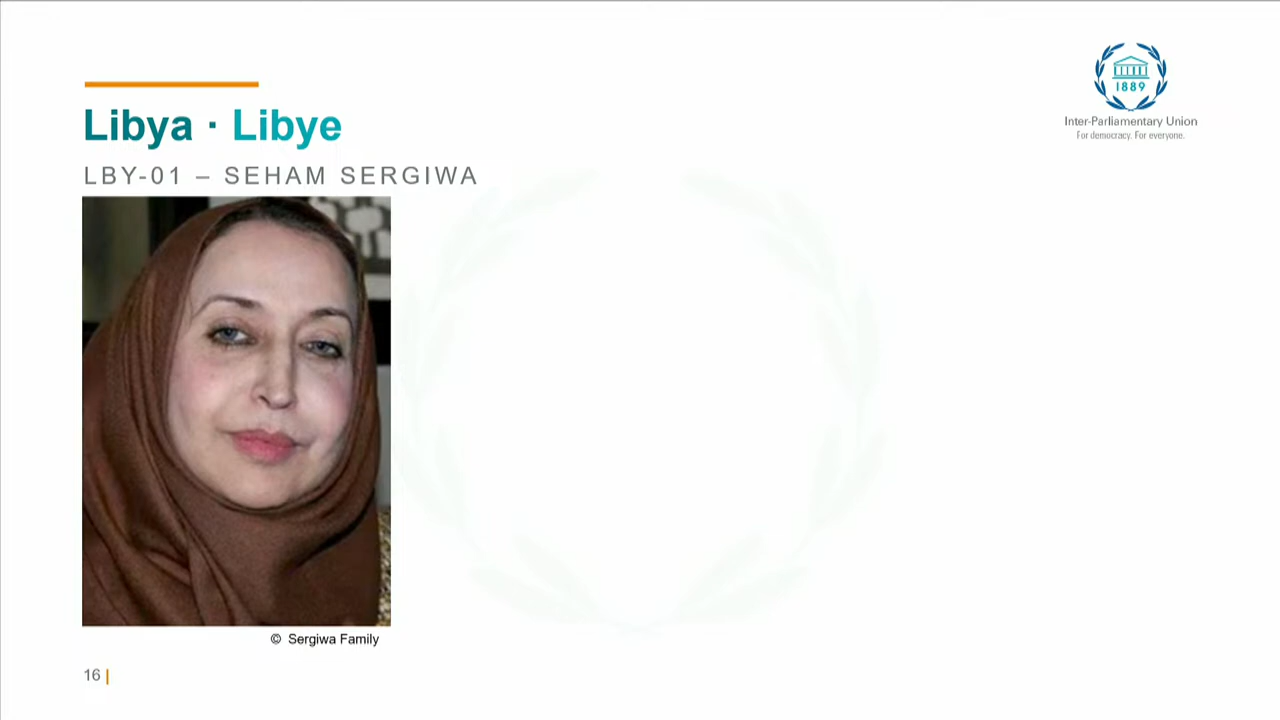 Libya · Libye
LBY-01 – SEHAM SERGIWA
1889
Inter-Parliamentary Union
For democracy. For everyone.
© Sergiwa Family
16 |